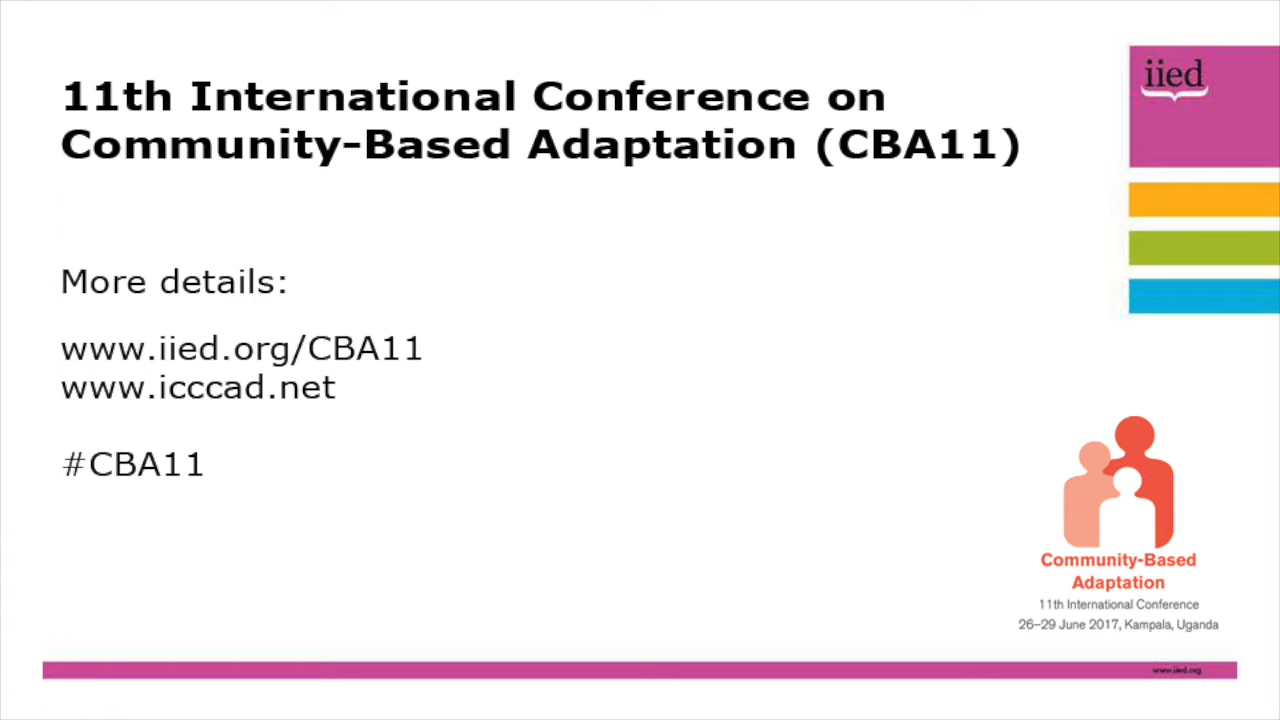 11th International Conference on
Community-Based Adaptation (CBA11)
iied
More details:
www.iied.org/CBA11
www.icccad.net
#CBA11
Community-Based
Adaptation
11th International Conference
26–29 June 2017, Kampala, Uganda
www.iied.org